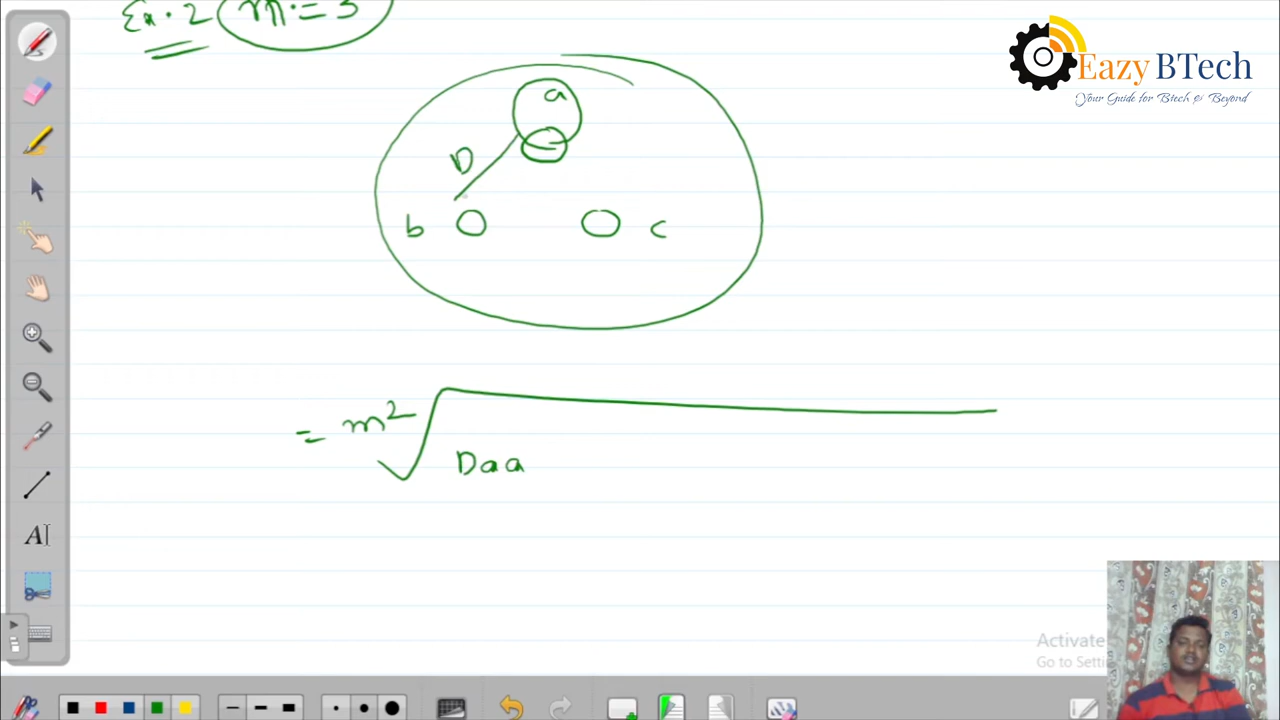 Ex. 2 m = 3
Eazy BTech
Your Guide for Btech & Beyond
a
D
b c
= m²√
Daa
A
Activate
Go to Setti